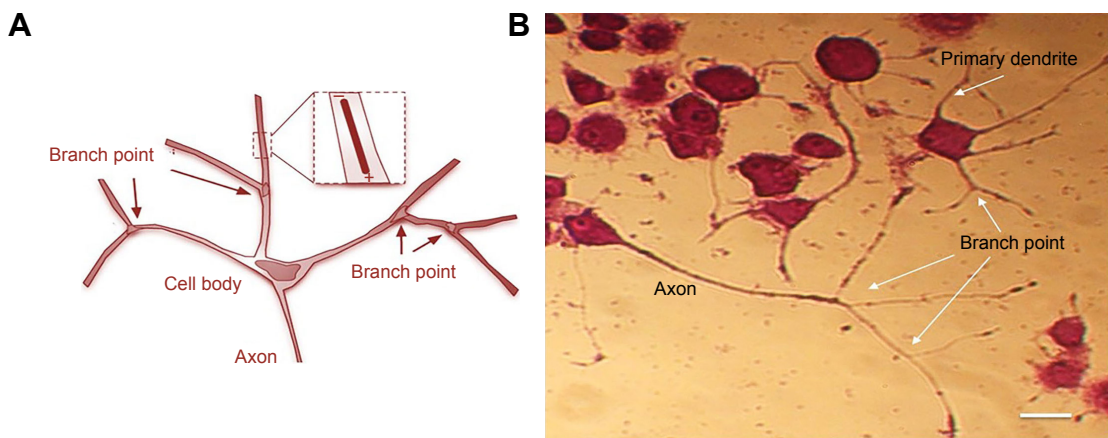 A
B
Branch point
–
+
Cell body
Branch point
Axon
Primary dendrite
Branch point
Axon